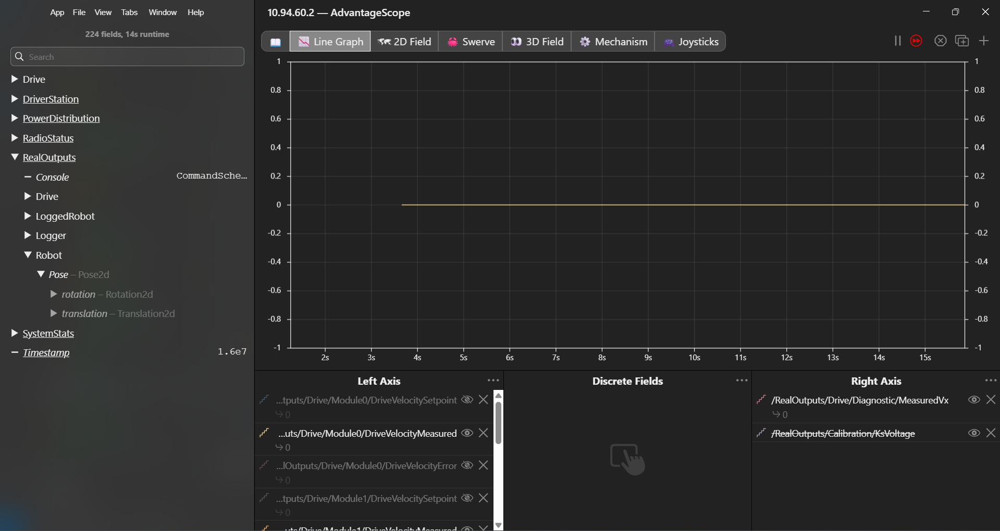 App File View Tabs Window Help
10.94.60.2 — AdvantageScope
224 fields, 14s runtime
Search
Line Graph 2D Field Swerve 3D Field Mechanism Joysticks
Drive
DriverStation
PowerDistribution
RadioStatus
RealOutputs
Console CommandSche...
Drive
LoggedRobot
Logger
Robot
Pose – Pose2d
rotation – Rotation2d
translation – Translation2d
SystemStats
Timestamp 1.6e7
1 1
0.8 0.8
0.6 0.6
0.4 0.4
0.2 0.2
0 0
-0.2 -0.2
-0.4 -0.4
-0.6 -0.6
-0.8 -0.8
-1 -1
2s 3s 4s 5s 6s 7s 8s 9s 10s 11s 12s 13s 14s 15s
Left Axis
...tputs/Drive/Module0/DriveVelocitySetpoint
0
...uts/Drive/Module0/DriveVelocityMeasured
0
...lOutputs/Drive/Module0/DriveVelocityError
0
...tputs/Drive/Module1/DriveVelocitySetpoint
0
...uts/Drive/Module1/DriveVelocityMeasured
Discrete Fields
Right Axis
/RealOutputs/Drive/Diagnostic/MeasuredVx
0
/RealOutputs/Calibration/KsVoltage